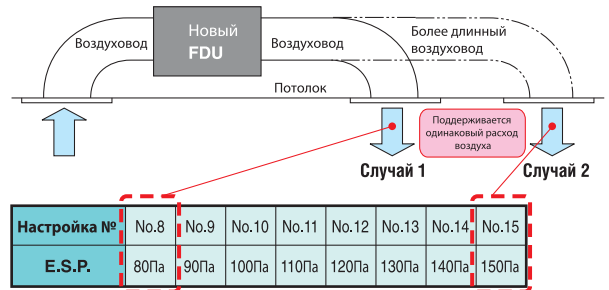 Воздуховод
Новый
FDU
Воздуховод
Более длинный
воздуховод
Потолок
Поддерживается
одинаковый расход
воздуха
Случай 1
Случай 2
Настройка № No.8 No.9 No.10 No.11 No.12 No.13 No.14 No.15
E.S.P. 80Па 90Па 100Па 110Па 120Па 130Па 140Па 150Па